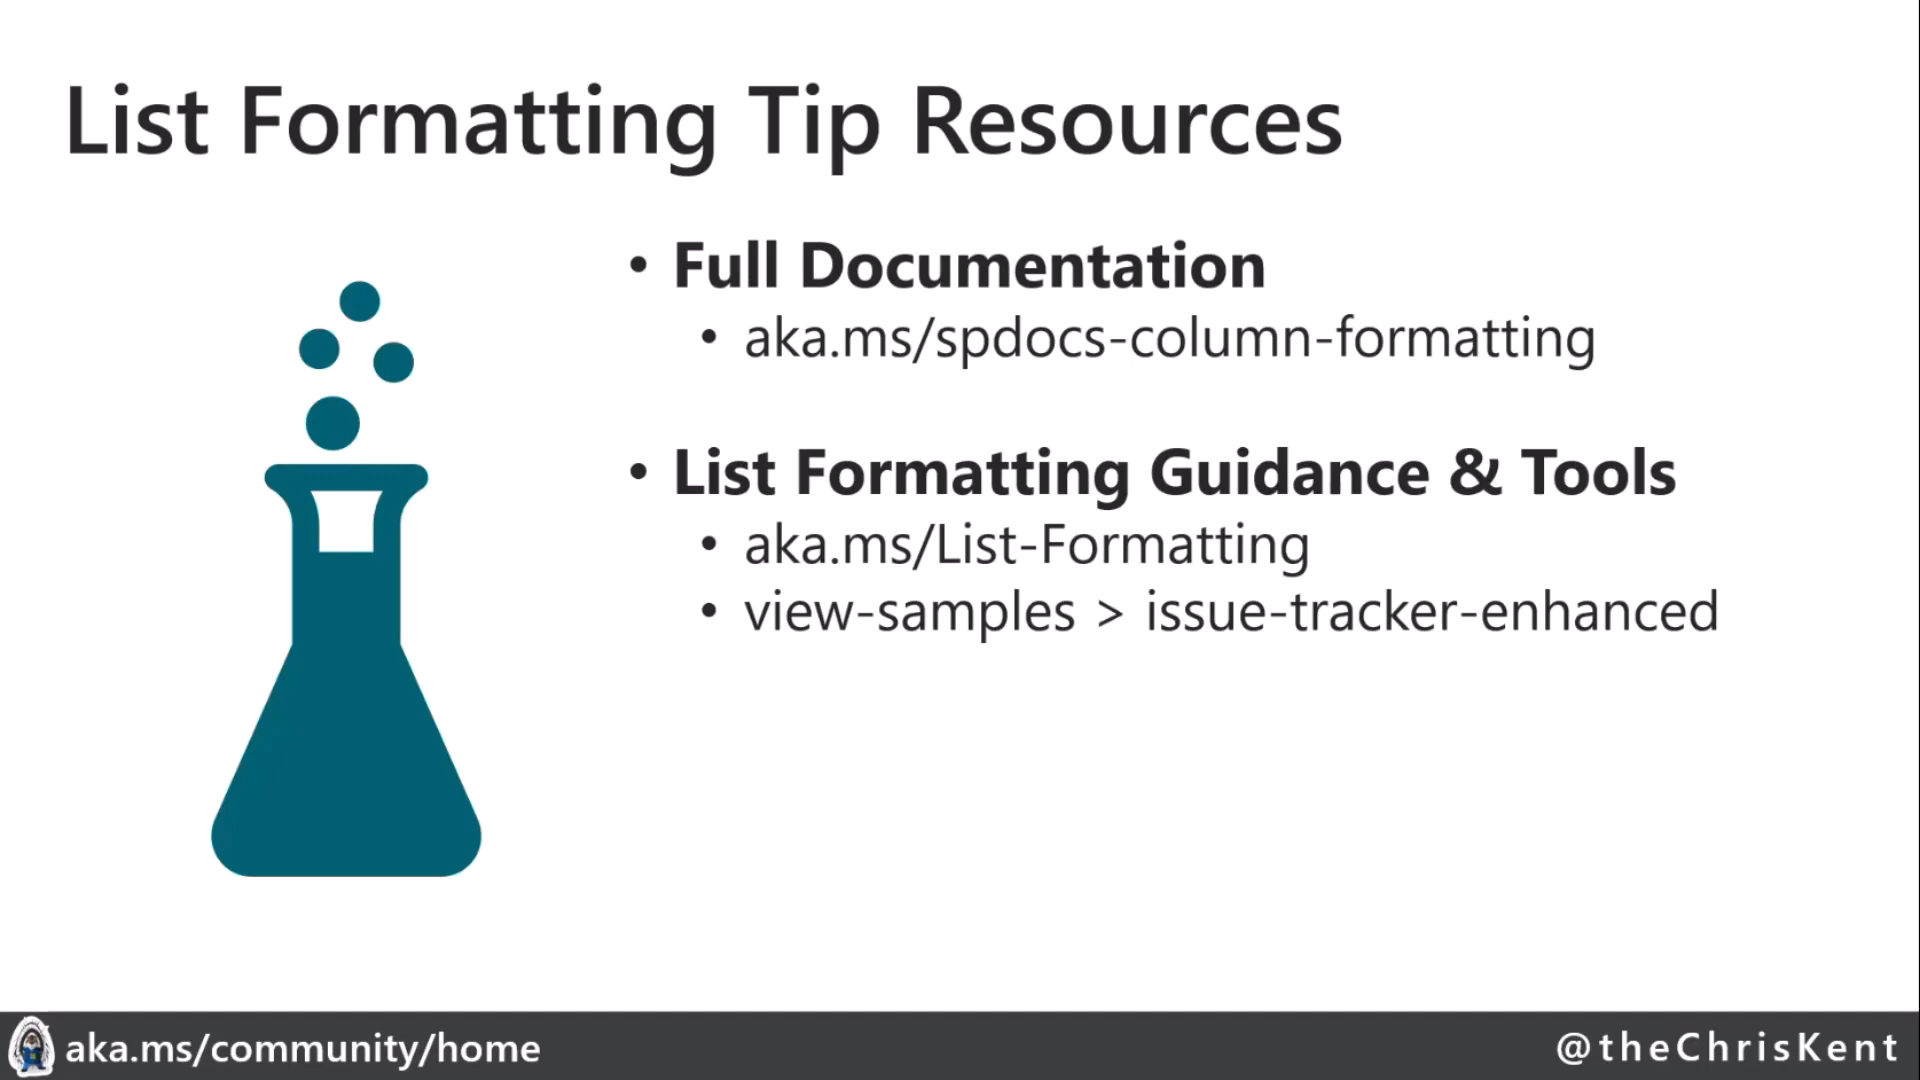 List Formatting Tip Resources
• Full Documentation
• aka.ms/spdocs-column-formatting
• List Formatting Guidance & Tools
• aka.ms/List-Formatting
• view-samples > issue-tracker-enhanced
aka.ms/community/home
@theChrisKent